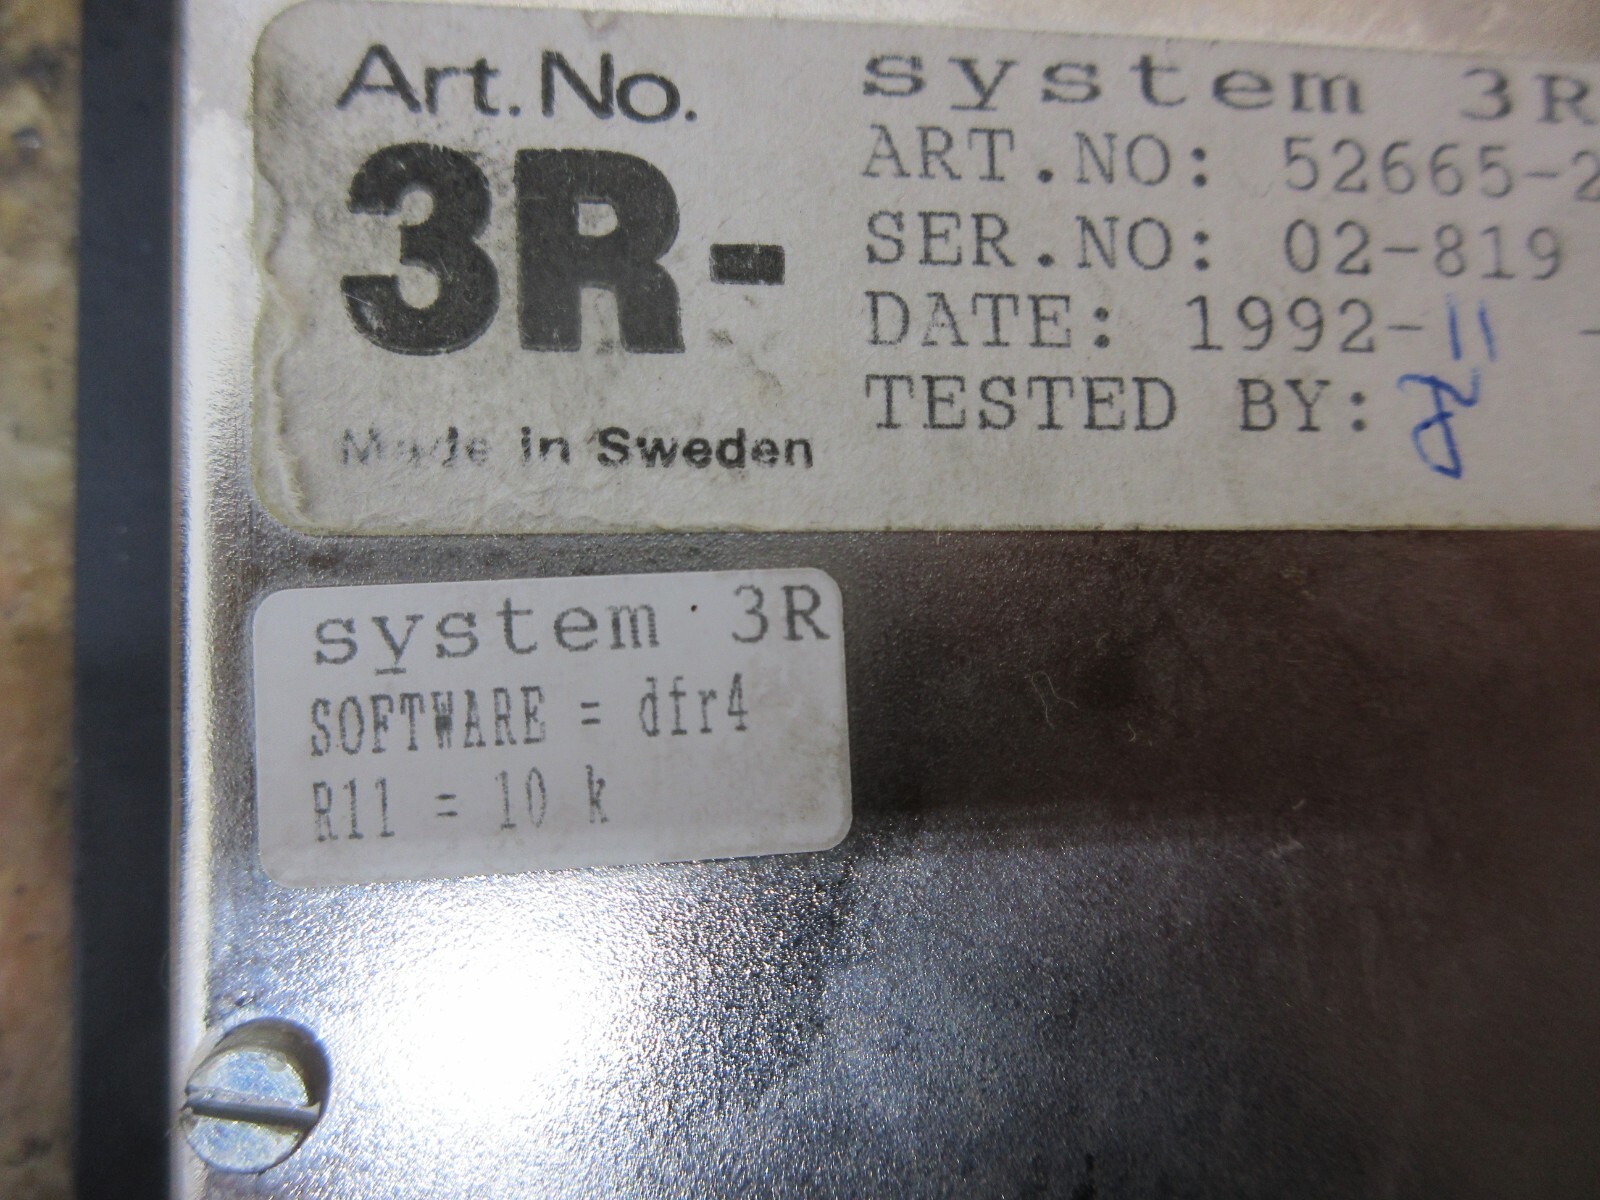 Art. No.
3R-
Made in Sweden
system 3R
ART.NO: 52665-2
SER.NO: 02-819
DATE: 1992-11 -
TESTED BY:
system 3R
SOFTWARE = dfr4
R11 = 10 k